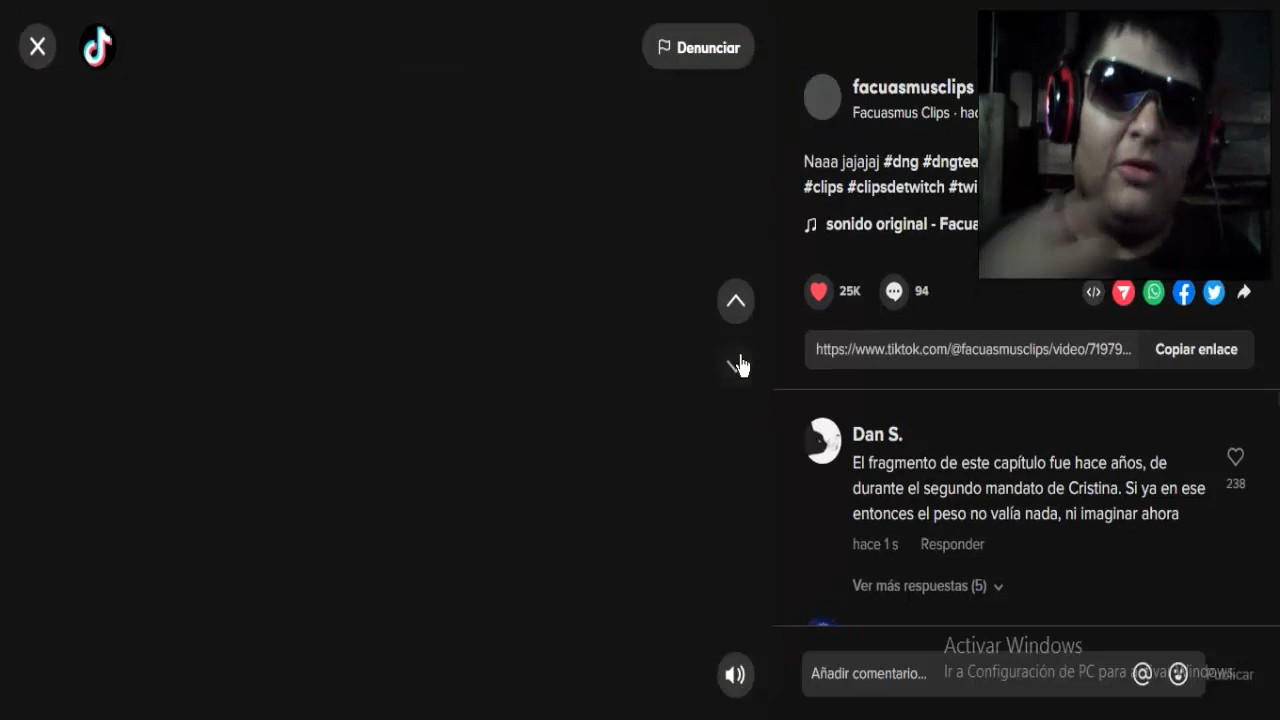 Denunciar
facuasmusclips
Facuasmus Clips · hac
Naaa jajajaj #dng #dngtea
#clips #clipsdetwitch #twi
sonido original - Facua
25K
94
https://www.tiktok.com/@facuasmusclips/video/71979...
Copiar enlace
Dan S.
El fragmento de este capítulo fue hace años, de
durante el segundo mandato de Cristina. Si ya en ese
entonces el peso no valía nada, ni imaginar ahora
238
hace 1 s
Responder
Ver más respuestas (5)
Activar Windows
Ir a Configuración de PC para activar Windows.
Añadir comentario...
Publicar